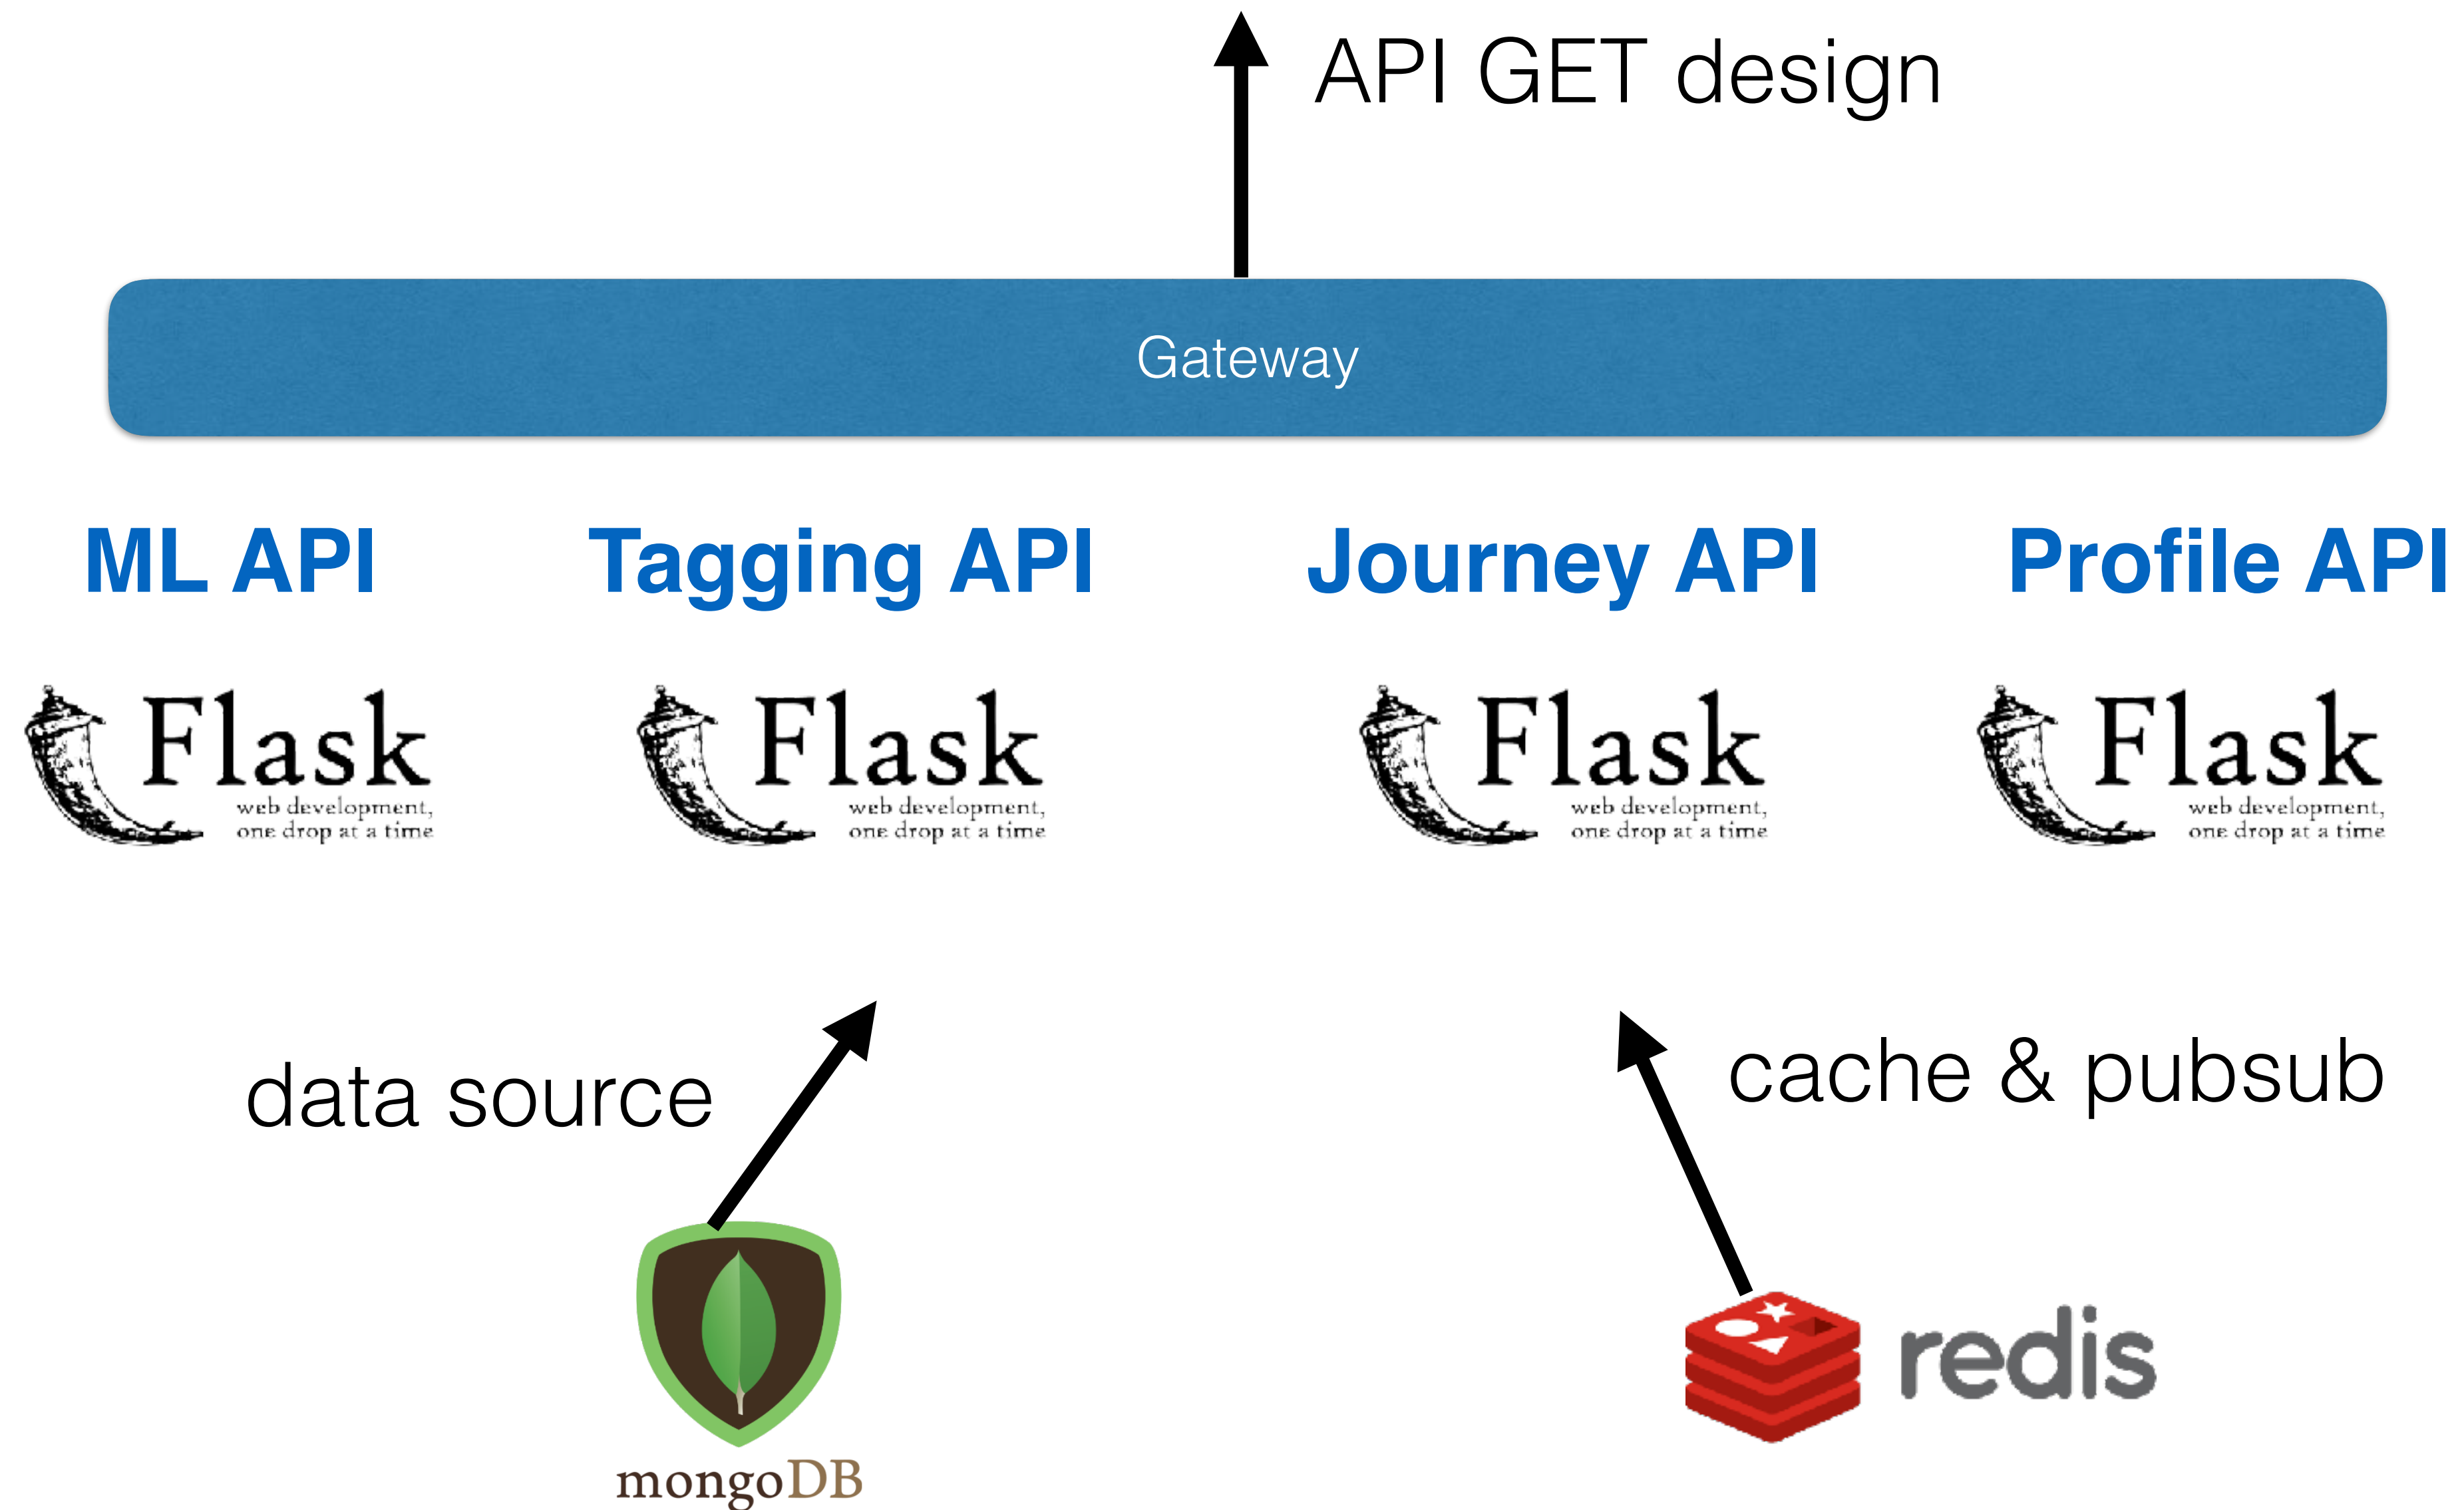 API GET design
Gateway
ML API
Tagging API
Journey API
Profile API
Flask
web development,
one drop at a time
Flask
web development,
one drop at a time
Flask
web development,
one drop at a time
Flask
web development,
one drop at a time
data source
cache & pubsub
mongoDB
redis